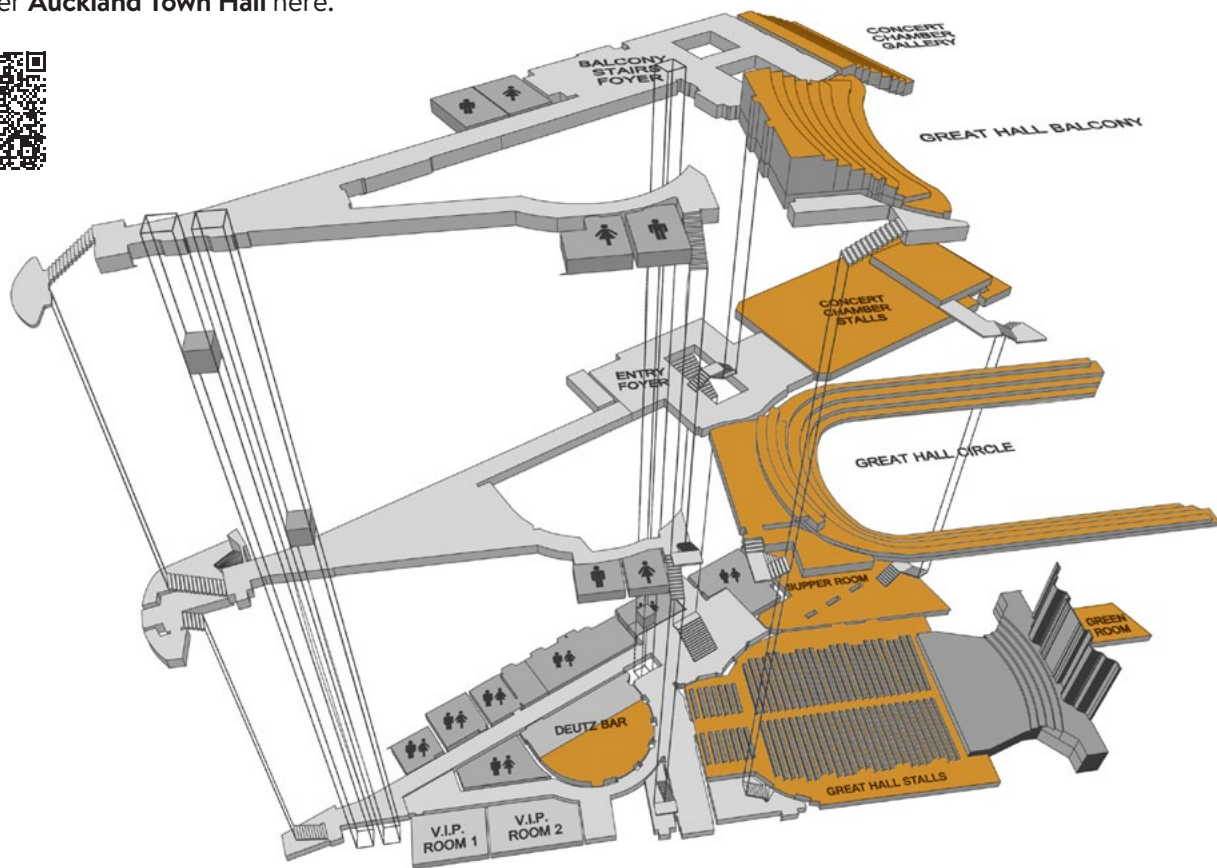 er Auckland Town Hall here.
CONCERT
CHAMBER
GALLERY
BALCONY
STAIRS
FOYER
GREAT HALL BALCONY
CONCERT
CHAMBER
STALLS
ENTRY
FOYER
GREAT HALL CIRCLE
SUPPER ROOM
GREEN
ROOM
DEUTZ BAR
GREAT HALL STALLS
V.I.P.
ROOM 1
V.I.P.
ROOM 2